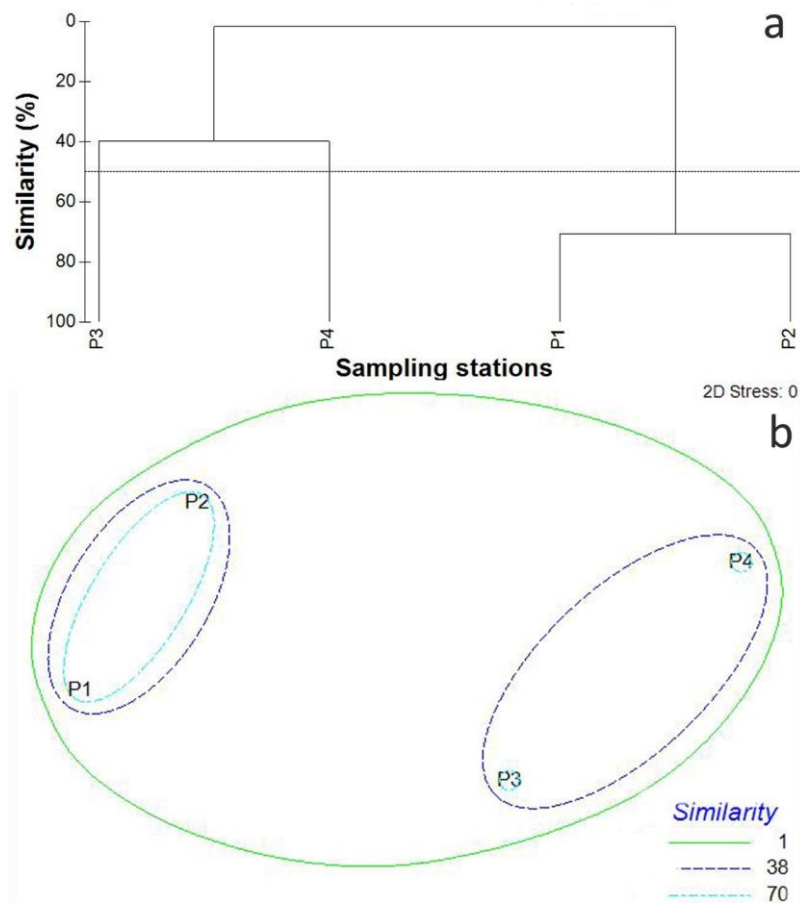 a
Similarity (%)
0
20
40
60
80
100
P3
P4
P1
P2
Sampling stations
2D Stress: 0
b
P2
P4
P1
P3
Similarity
1
38
70